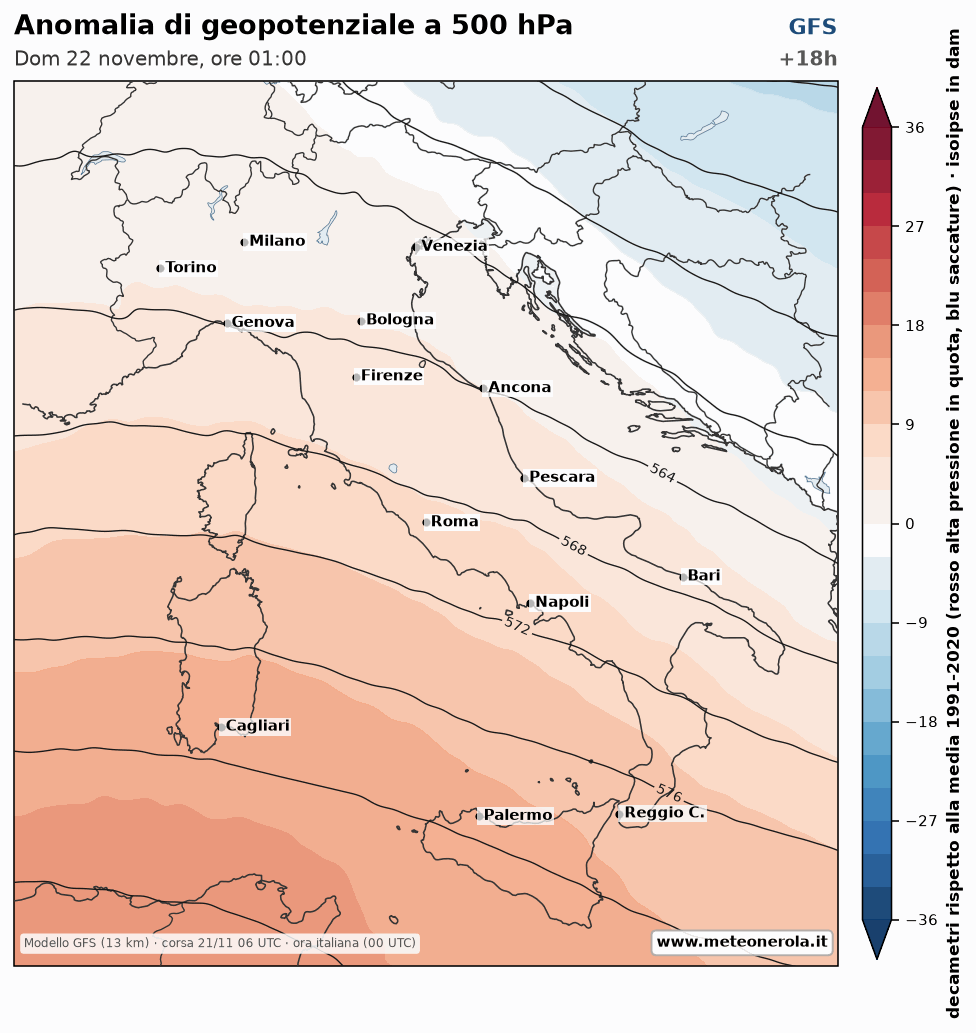 Anomalia di geopotenziale a 500 hPa
GFS
Dom 22 novembre, ore 01:00
+18h
Milano
Venezia
Torino
Genova
Bologna
Firenze
Ancona
564
Pescara
Roma
568
Bari
Napoli
572
Cagliari
576
Palermo
Reggio C.
Modello GFS (13 km) · corsa 21/11 06 UTC · ora italiana (00 UTC)
www.meteonerola.it
36
27
18
9
0
−9
−18
−27
−36
decametri rispetto alla media 1991-2020 (rosso alta pressione in quota, blu saccature) · isoipse in dam